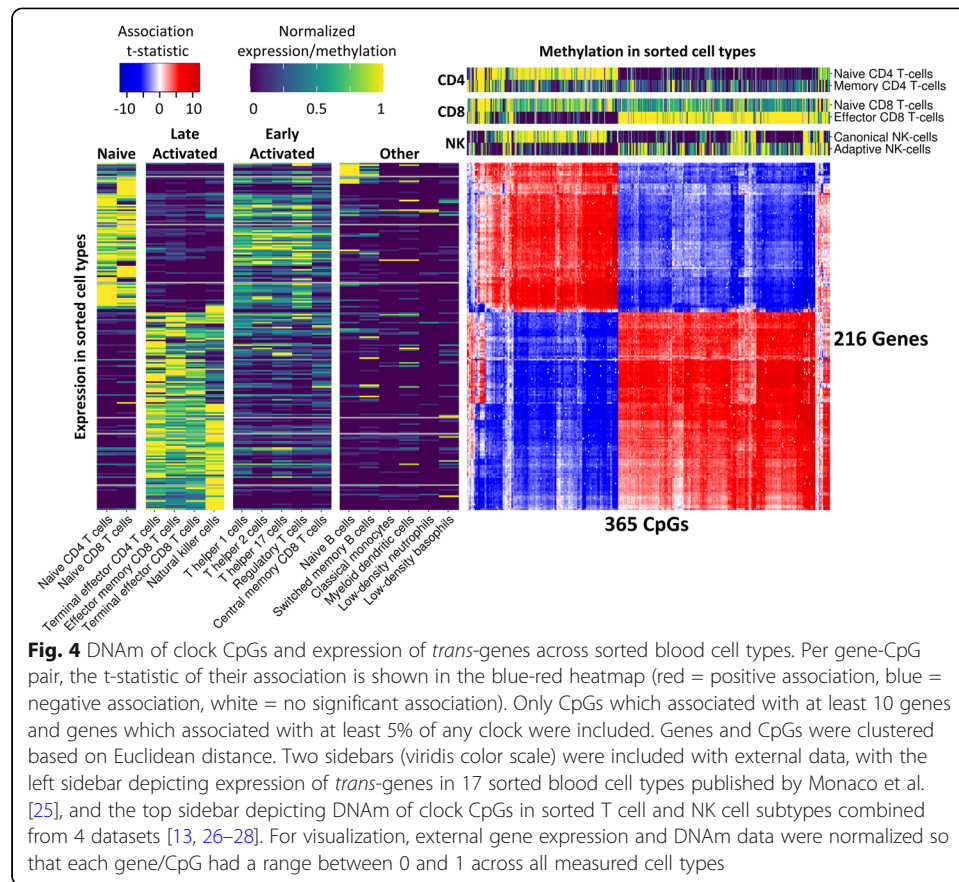 Association
t-statistic
-10 0 10
Normalized
expression/methylation
0 0.5 1
Methylation in sorted cell types
CD4
Naive CD4 T-cells
Memory CD4 T-cells
CD8
Naive CD8 T-cells
Effector CD8 T-cells
NK
Canonical NK-cells
Adaptive NK-cells
Naive
Late
Activated
Early
Activated
Other
Expression in sorted cell types
216 Genes
365 CpGs
Naive CD4 T cells
Naive CD8 T cells
Terminal effector CD4 T cells
Effector memory CD8 T cells
Terminal effector CD8 T cells
Natural killer cells
T helper 1 cells
T helper 2 cells
T helper 17 cells
Regulatory T cells
Central memory CD8 T cells
Naive B cells
Switched memory B cells
Classical monocytes
Myeloid dendritic cells
Low-density neutrophils
Low-density basophils
Fig. 4 DNAm of clock CpGs and expression of trans-genes across sorted blood cell types. Per gene-CpG
pair, the t-statistic of their association is shown in the blue-red heatmap (red = positive association, blue =
negative association, white = no significant association). Only CpGs which associated with at least 10 genes
and genes which associated with at least 5% of any clock were included. Genes and CpGs were clustered
based on Euclidean distance. Two sidebars (viridis color scale) were included with external data, with the
left sidebar depicting expression of trans-genes in 17 sorted blood cell types published by Monaco et al.
[25], and the top sidebar depicting DNAm of clock CpGs in sorted T cell and NK cell subtypes combined
from 4 datasets [13, 26–28]. For visualization, external gene expression and DNAm data were normalized so
that each gene/CpG had a range between 0 and 1 across all measured cell types